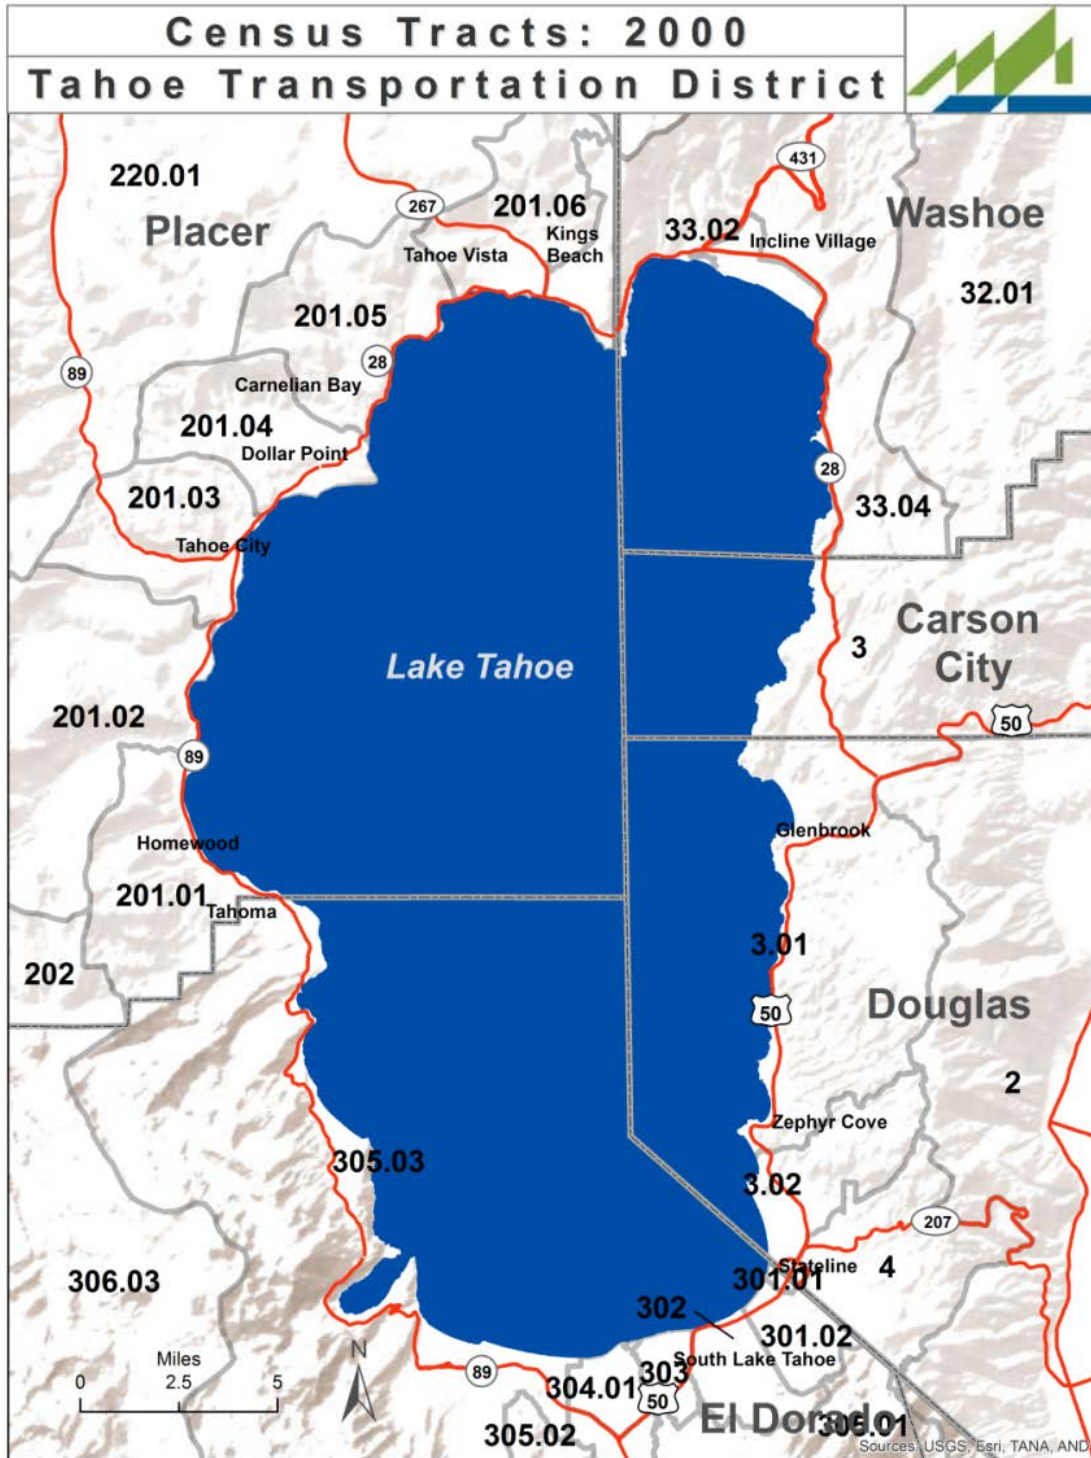 Census Tracts: 2000
Tahoe Transportation District
431
220.01
201.06
267
Washoe
Placer
33.02
Kings
Beach
Incline Village
Tahoe Vista
32.01
201.05
28
89
Carnelian Bay
201.04
Dollar Point
28
201.03
33.04
Tahoe City
Carson
City
3
Lake Tahoe
201.02
50
89
Glenbrook
Homewood
201.01
Tahoma
3.01
202
Douglas
50
2
Zephyr Cove
305.03
3.02
207
Stateline
4
301.01
306.03
302
301.02
N
Miles
South Lake Tahoe
0 2.5 5
89
303
304.01
50
El Dorado
305.01
305.02
Sources: USGS, Esri, TANA, AND